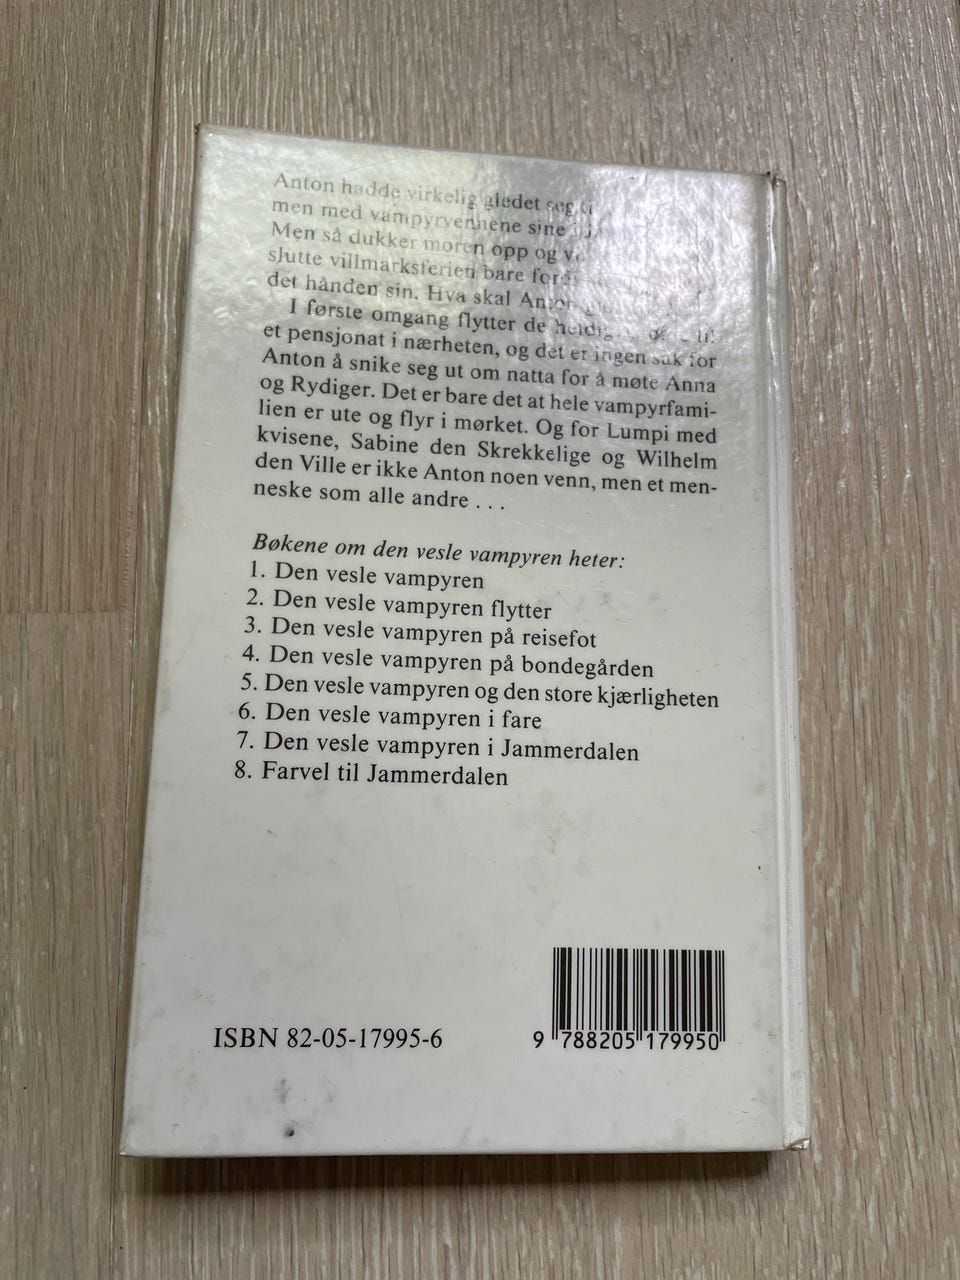 Anton hadde virkelig gledet seg
men med vampyrvennene sine i
Men så dukker moren opp og
slutte villmarksferien bare
det hånden sin. Hva skal Anton
I første omgang flytter de til
et pensjonat i nærheten, og det er ingen sak for
Anton å snike seg ut om natta for å møte Anna
og Rydiger. Det er bare det at hele vampyrfami-
lien er ute og flyr i mørket. Og for Lumpi med
kvisene, Sabine den Skrekkelige og Wilhelm
den Ville er ikke Anton noen venn, men et men-
neske som alle andre . . .
Bøkene om den vesle vampyren heter:
1. Den vesle vampyren
2. Den vesle vampyren flytter
3. Den vesle vampyren på reisefot
4. Den vesle vampyren på bondegården
5. Den vesle vampyren og den store kjærligheten
6. Den vesle vampyren i fare
7. Den vesle vampyren i Jammerdalen
8. Farvel til Jammerdalen
ISBN 82-05-17995-6
9 788205 179950